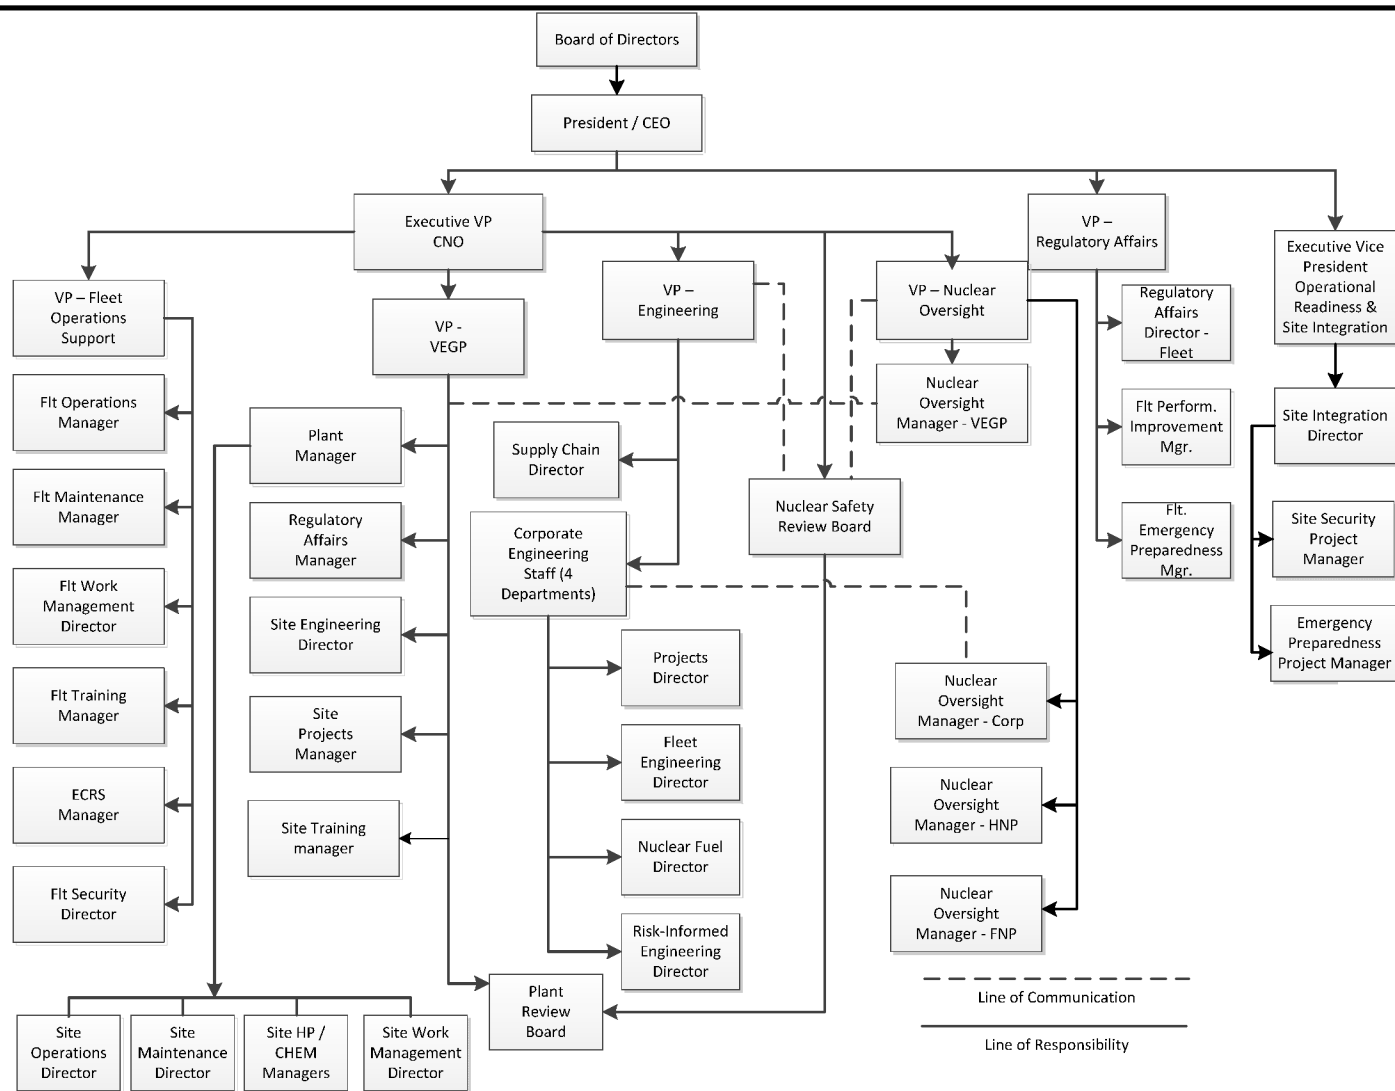 Board of Directors
President / CEO
Executive VP
CNO
VP –
Regulatory Affairs
Executive Vice
President
Operational
Readiness &
Site Integration
VP – Fleet
Operations
Support
VP -
VEGP
VP –
Engineering
VP – Nuclear
Oversight
Regulatory
Affairs
Director -
Fleet
Nuclear
Oversight
Manager - VEGP
Flt Operations
Manager
Plant
Manager
Supply Chain
Director
Flt Perform.
Improvement
Mgr.
Site Integration
Director
Flt Maintenance
Manager
Regulatory
Affairs
Manager
Corporate
Engineering
Staff (4
Departments)
Nuclear Safety
Review Board
Flt.
Emergency
Preparedness
Mgr.
Site Security
Project
Manager
Flt Work
Management
Director
Site Engineering
Director
Projects
Director
Emergency
Preparedness
Project Manager
Flt Training
Manager
Site
Projects
Manager
Fleet
Engineering
Director
Nuclear
Oversight
Manager - Corp
ECRS
Manager
Site Training
manager
Nuclear Fuel
Director
Nuclear
Oversight
Manager - HNP
Flt Security
Director
Risk-Informed
Engineering
Director
Nuclear
Oversight
Manager - FNP
Plant
Review
Board
Line of Communication
Line of Responsibility
Site
Operations
Director
Site
Maintenance
Director
Site HP /
CHEM
Managers
Site Work
Management
Director